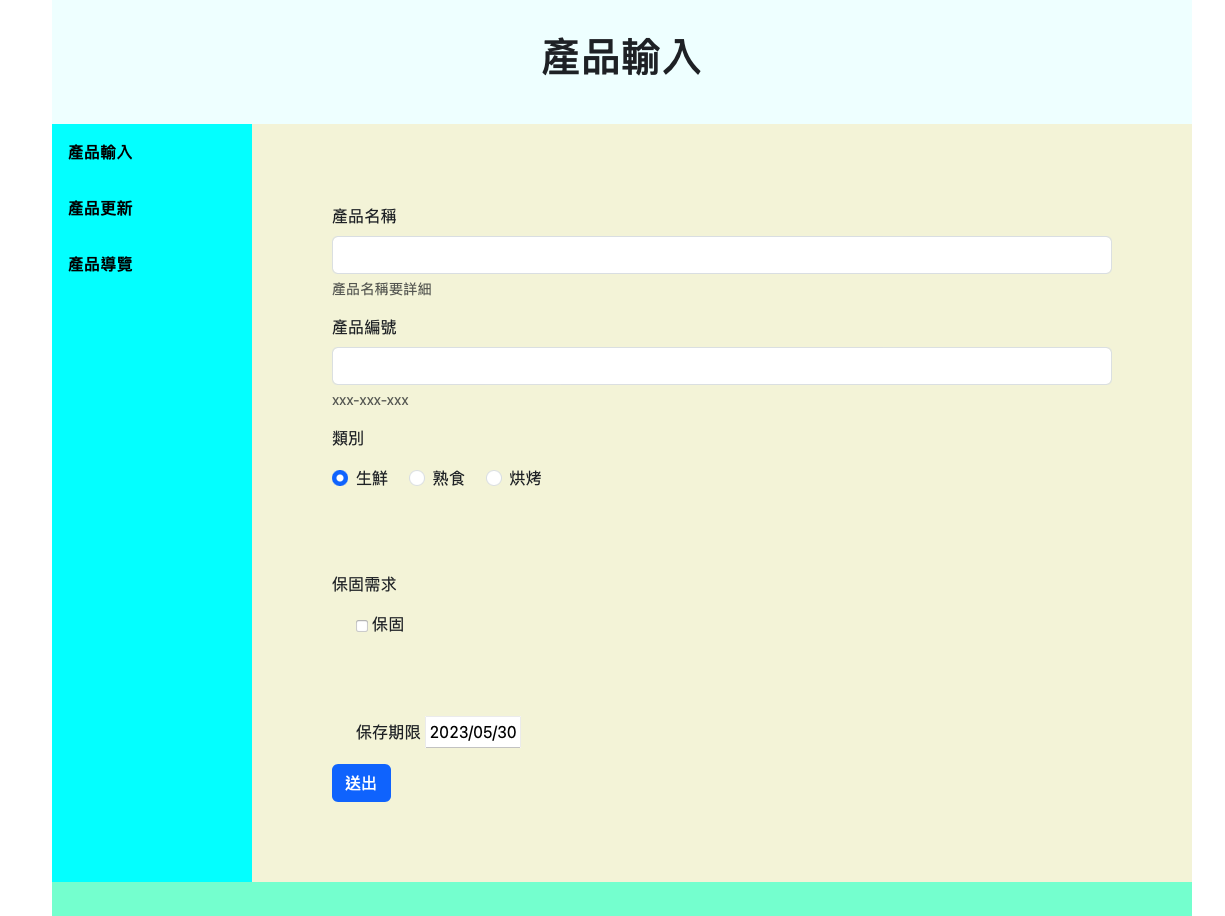 產品輸入
產品輸入
產品更新
產品導覽
產品名稱
產品名稱要詳細
產品編號
xxx-xxx-xxx
類別
生鮮 熟食 烘烤
保固需求
保固
保存期限 2023/05/30
送出